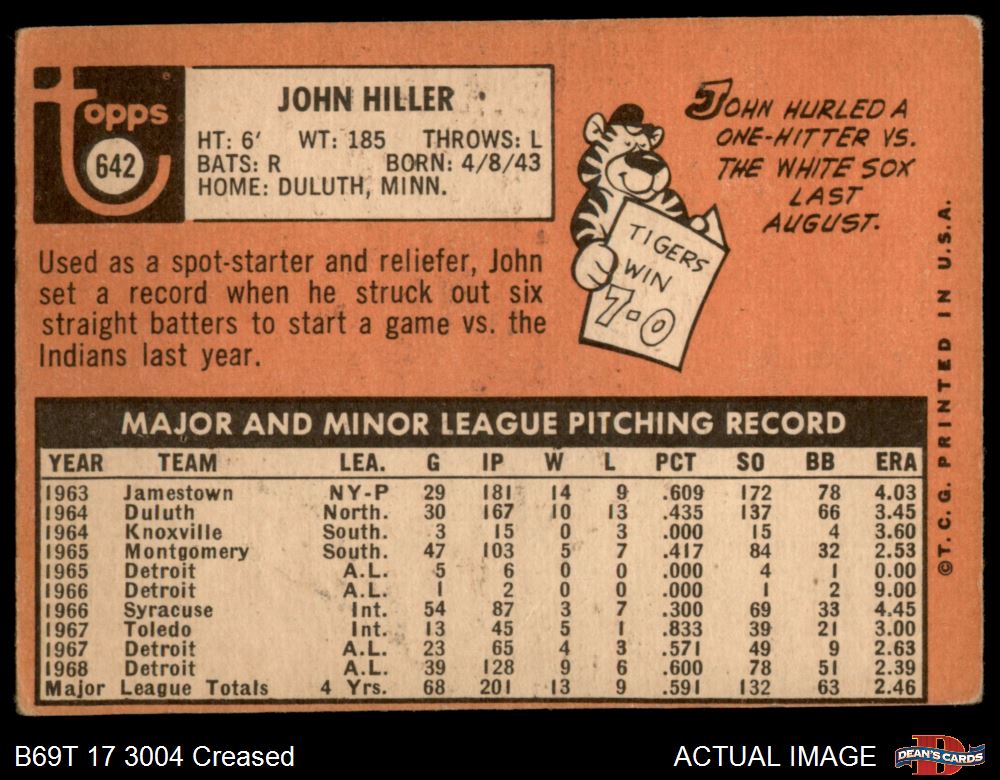 Topps
642
JOHN HILLER
HT: 6' WT: 185 THROWS: L
BATS: R BORN: 4/8/43
HOME: DULUTH, MINN.
JOHN HURLED A
ONE-HITTER VS.
THE WHITE SOX
LAST
AUGUST.
TIGERS
WIN
7-0
Used as a spot-starter and reliefer, John
set a record when he struck out six
straight batters to start a game vs. the
Indians last year.
MAJOR AND MINOR LEAGUE PITCHING RECORD
YEAR TEAM LEA. G IP W L PCT SO BB ERA
1963 Jamestown NY-P 29 181 14 9 .609 172 78 4.03
1964 Duluth North. 30 167 10 13 .435 137 66 3.45
1964 Knoxville South. 3 15 0 3 .000 15 4 3.60
1965 Montgomery South. 47 103 5 7 .417 84 32 2.53
1965 Detroit A.L. 5 6 0 0 .000 4 1 0.00
1966 Detroit A.L. 1 2 0 0 .000 1 2 9.00
1966 Syracuse Int. 54 87 3 7 .300 69 33 4.45
1967 Toledo Int. 13 45 5 1 .833 39 21 3.00
1967 Detroit A.L. 23 65 4 3 .571 49 9 2.63
1968 Detroit A.L. 39 128 9 6 .600 78 51 2.39
Major League Totals 4 Yrs. 68 201 13 9 .591 132 63 2.46
©T.C.G. PRINTED IN U.S.A.
B69T 17 3004 Creased
ACTUAL IMAGE
D
DEAN'S CARDS